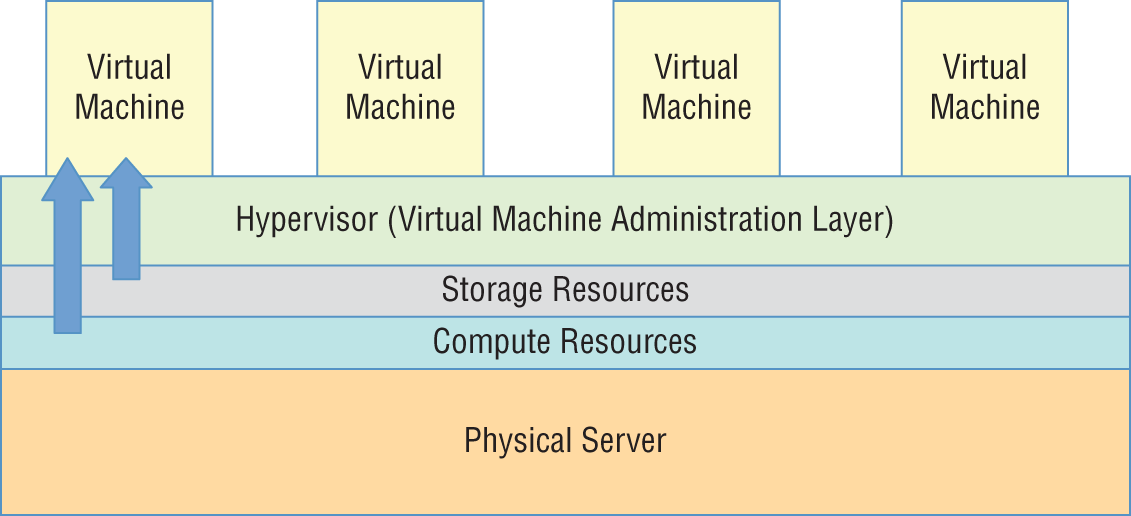 Virtual
Machine
Virtual
Machine
Virtual
Machine
Virtual
Machine
Hypervisor (Virtual Machine Administration Layer)
Storage Resources
Compute Resources
Physical Server